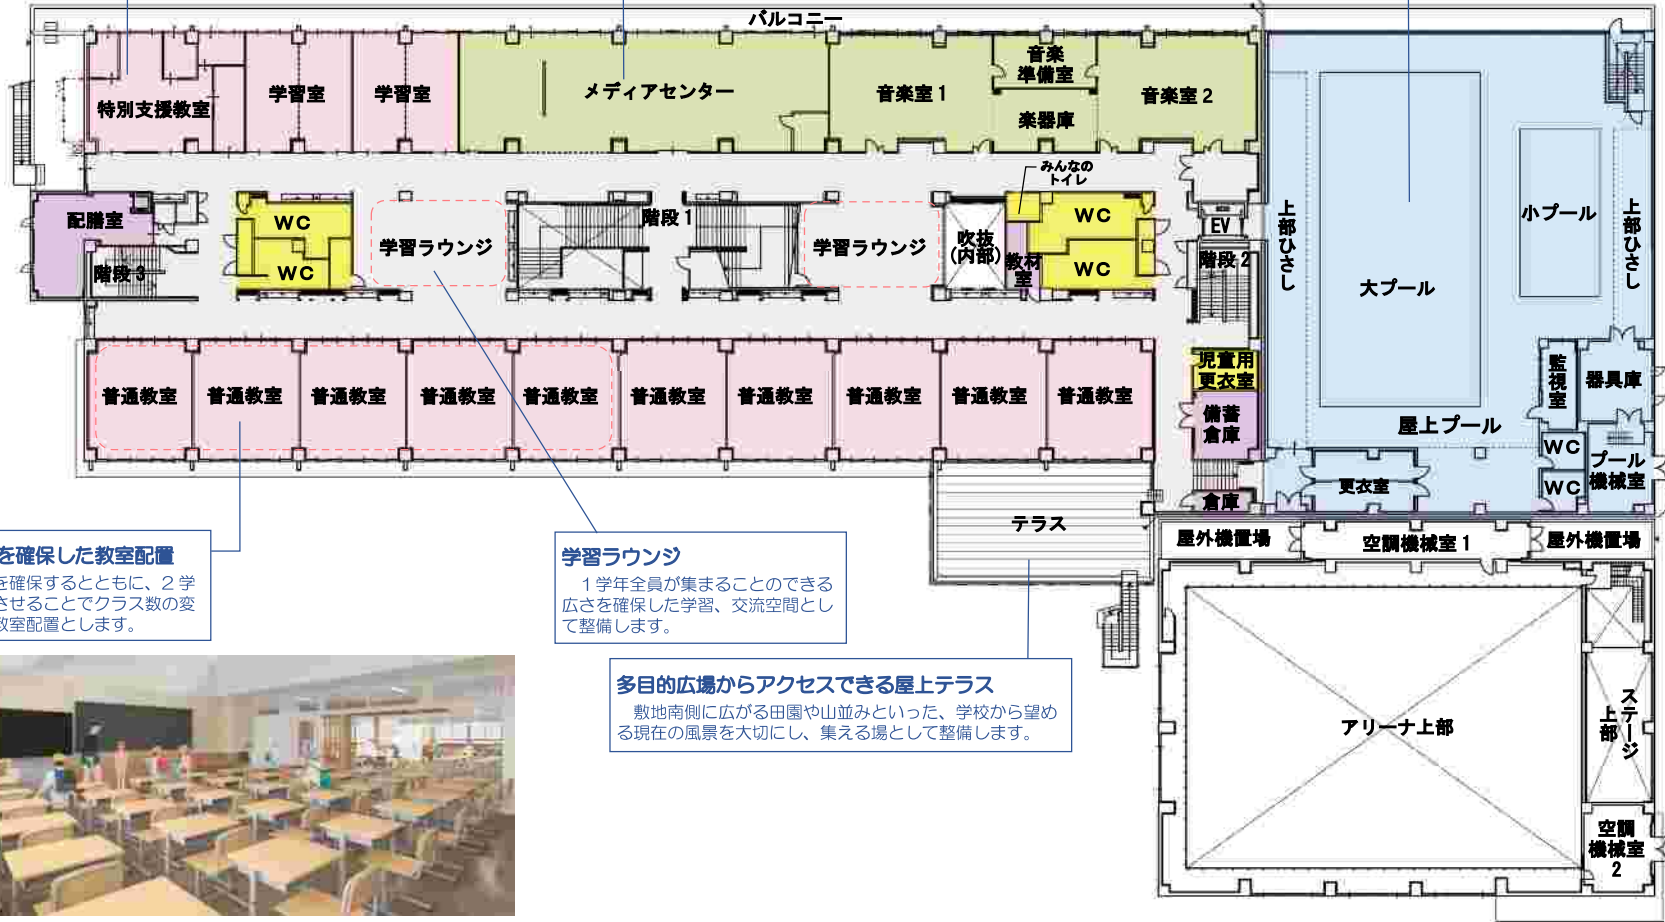 バルコニー
特別支援教室
学習室
学習室
メディアセンター
音楽室1
音楽
準備室
楽器庫
音楽室2
みんなの
トイレ
配膳室
階段3
WC
WC
学習ラウンジ
階段1
学習ラウンジ
吹抜
(内部)
教材
室
WC
WC
EV
階段2
上部ひさし
大プール
小プール
上部ひさし
普通教室
普通教室
普通教室
普通教室
普通教室
普通教室
普通教室
普通教室
普通教室
普通教室
児童用
更衣室
備蓄
倉庫
倉庫
監視室
器具庫
屋上プール
WC
WC
プール
機械室
更衣室
テラス
屋外機置場
空調機械室1
屋外機置場
アリーナ上部
ステージ
上部
空調
機械室
2
を確保した教室配置
を確保するとともに、2学
させることでクラス数の変
教室配置とします。
学習ラウンジ
1学年全員が集まることのできる
広さを確保した学習、交流空間とし
て整備します。
多目的広場からアクセスできる屋上テラス
敷地南側に広がる田園や山並みといった、学校から望め
る現在の風景を大切にし、集える場として整備します。